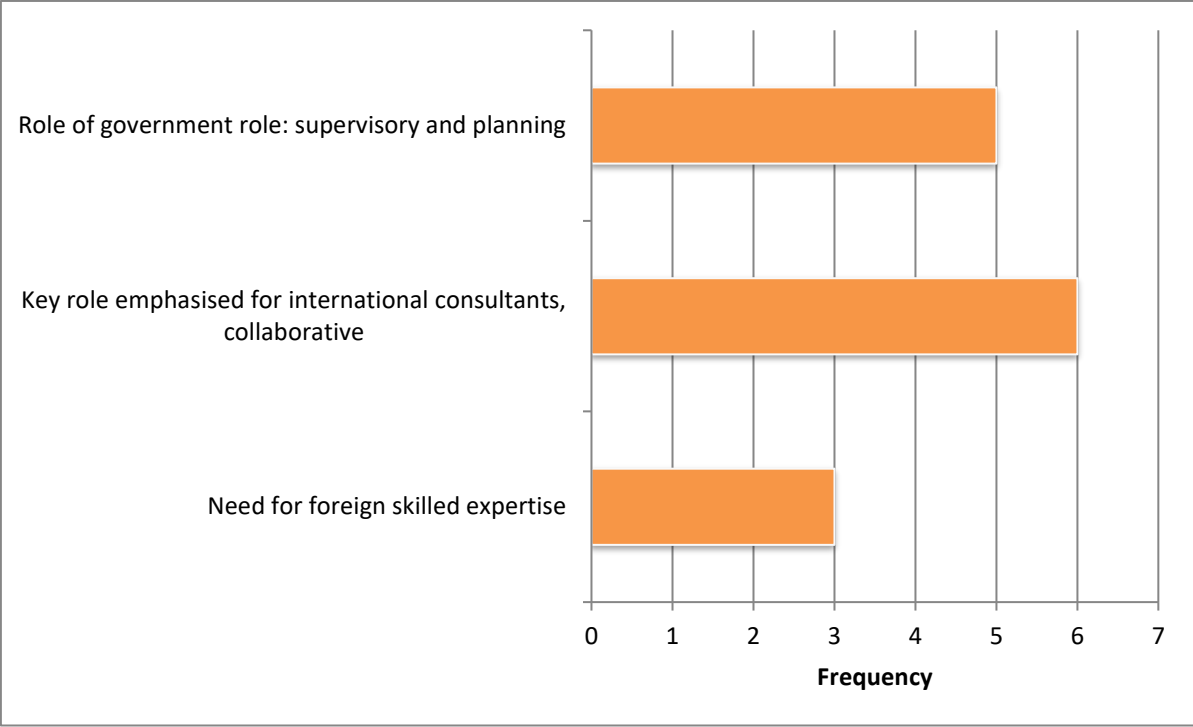 Role of government role: supervisory and planning
Key role emphasised for international consultants,
collaborative
Need for foreign skilled expertise
0 1 2 3 4 5 6 7
Frequency